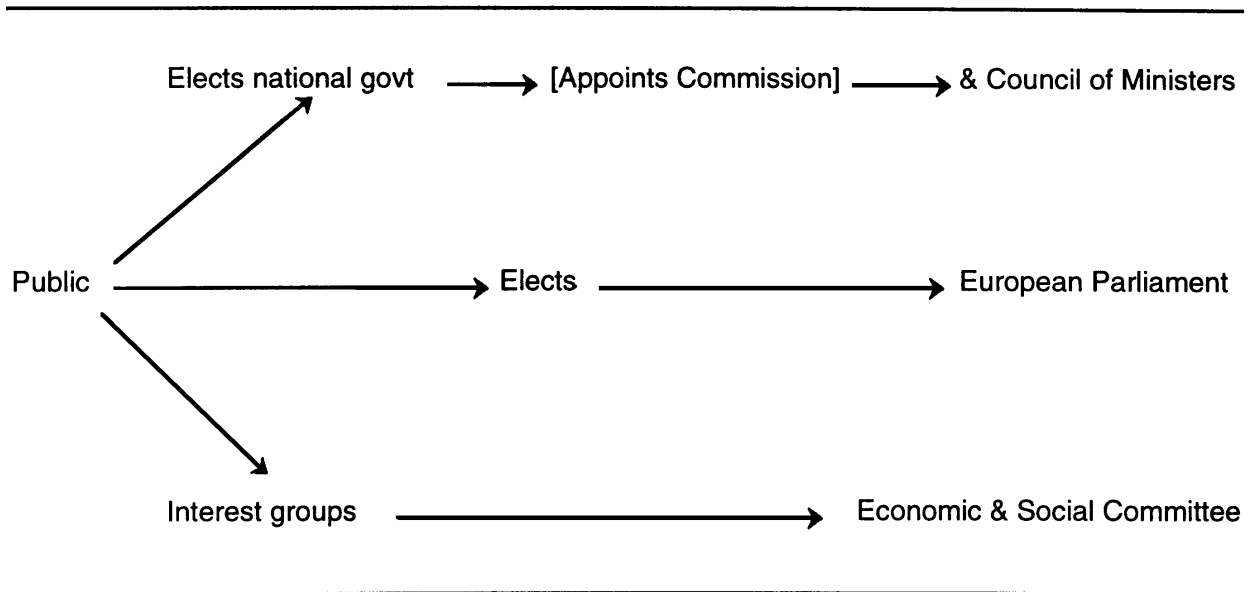 Elects national govt [Appoints Commission] & Council of Ministers
Public Elects European Parliament
Interest groups Economic & Social Committee